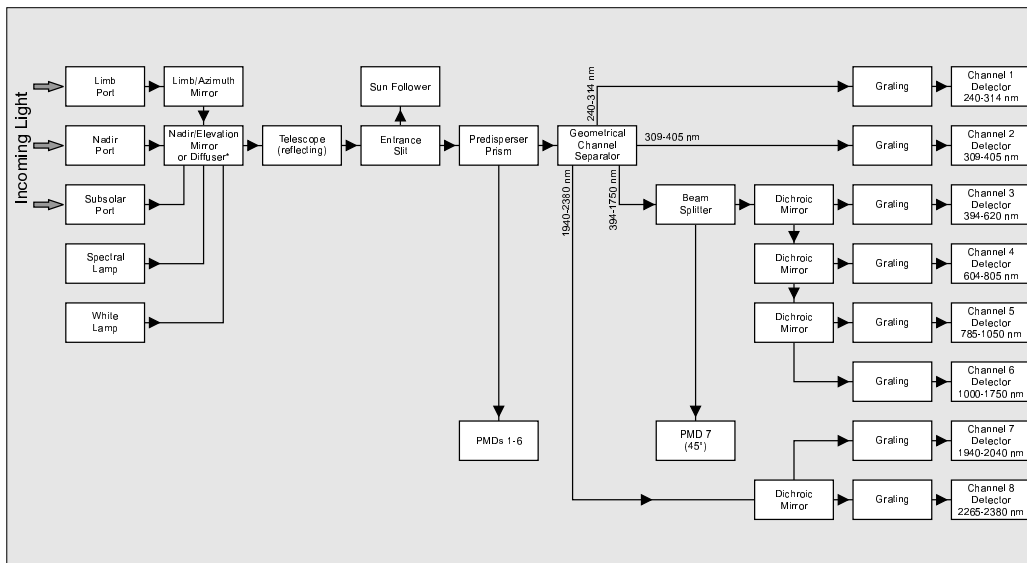 Incoming Light
Limb
Port
Limb/Azimuth
Mirror
Nadir
Port
Nadir/Elevation
Mirror
or Diffuser*
Subsolar
Port
Spectral
Lamp
White
Lamp
Telescope
(reflecting)
Sun Follower
Entrance
Slit
Predisperser
Prism
PMDs 1-6
Geometrical
Channel
Separator
240-314 nm
309-405 nm
1940-2380 nm
394-1750 nm
Beam
Splitter
PMD 7
(45°)
Dichroic
Mirror
Dichroic
Mirror
Dichroic
Mirror
Dichroic
Mirror
Grating
Channel 1
Detector
240-314 nm
Grating
Channel 2
Detector
309-405 nm
Grating
Channel 3
Detector
394-620 nm
Grating
Channel 4
Detector
604-805 nm
Grating
Channel 5
Detector
785-1050 nm
Grating
Channel 6
Detector
1000-1750 nm
Grating
Channel 7
Detector
1940-2040 nm
Grating
Channel 8
Detector
2265-2380 nm